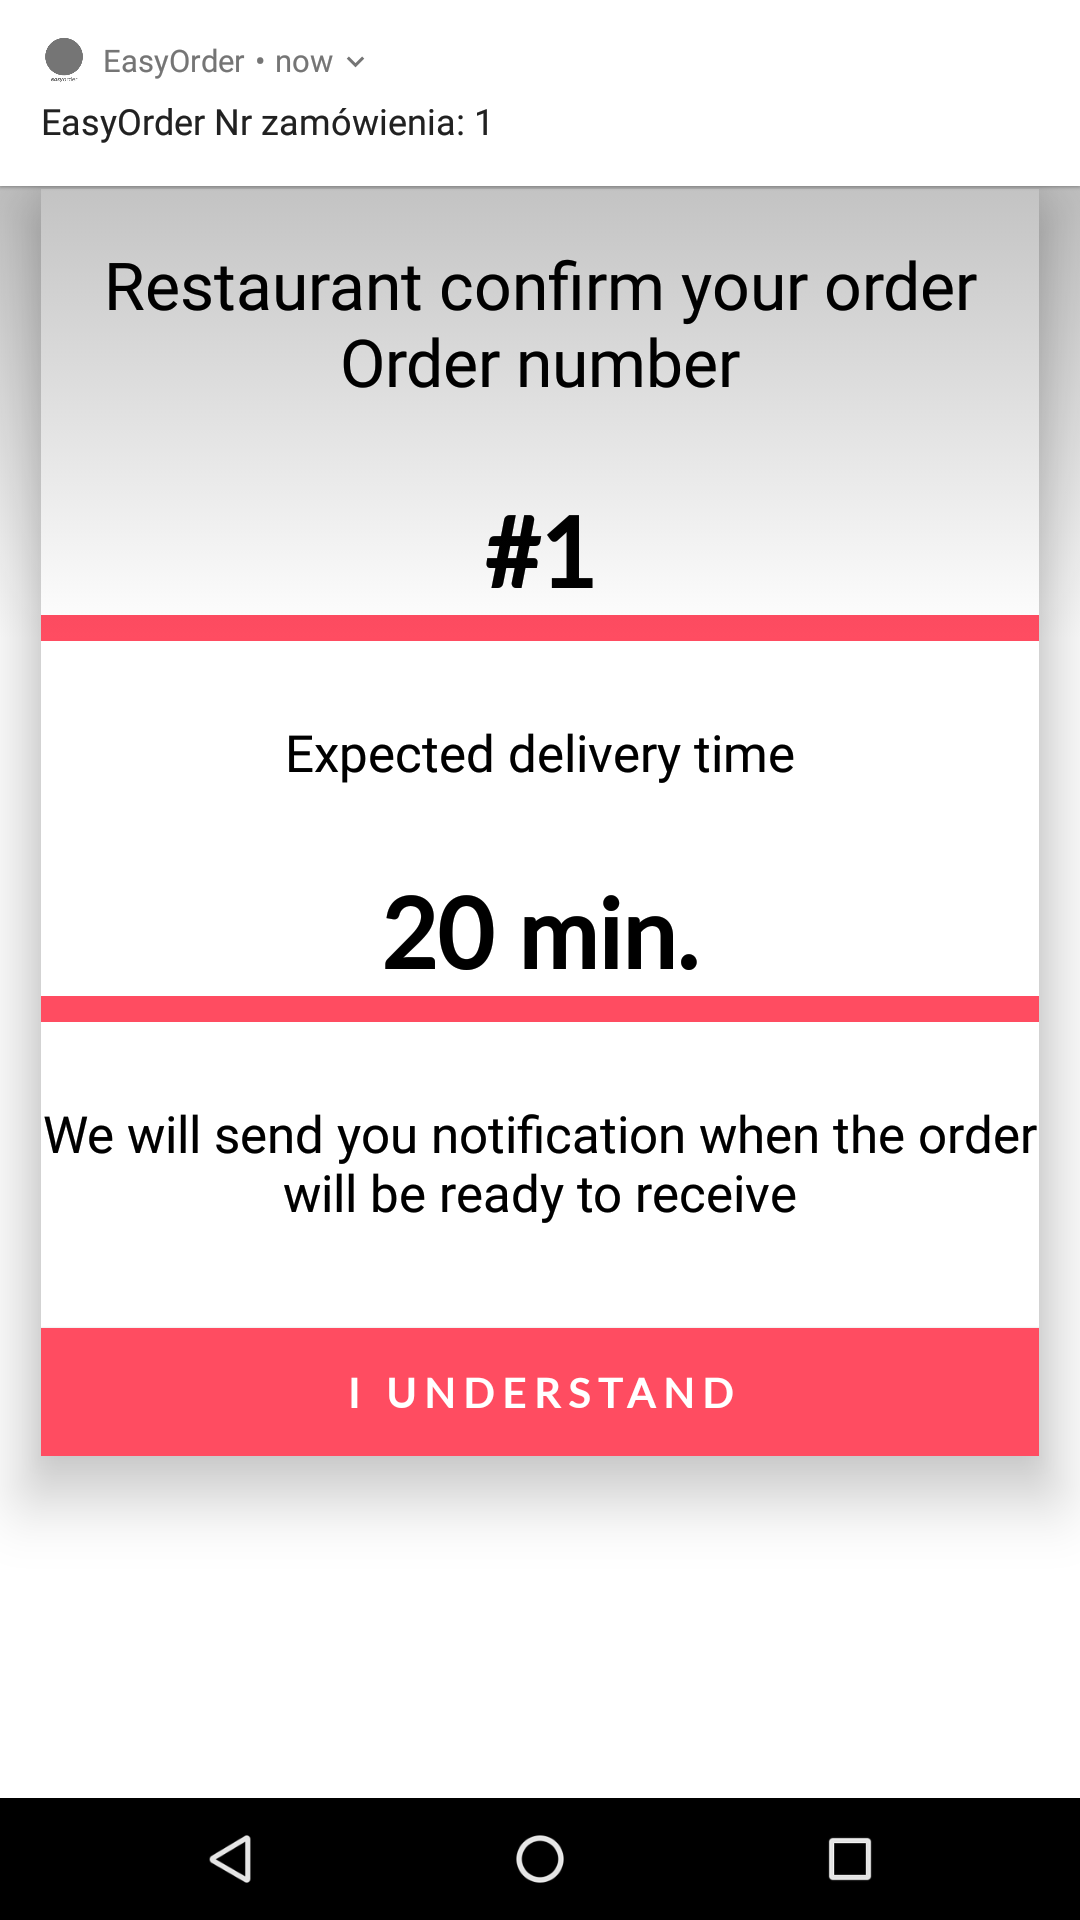 EasyOrder • now
EasyOrder Nr zamówienia: 1
Restaurant confirm your order
Order number
#1
Expected delivery time
20 min.
We will send you notification when the order
will be ready to receive
I UNDERSTAND